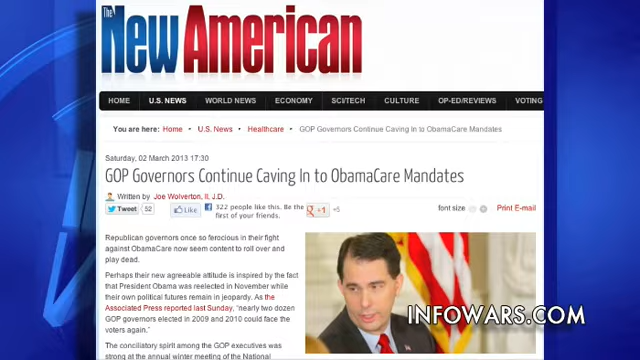 The
New American
HOME U.S. NEWS WORLD NEWS ECONOMY SCI/TECH CULTURE OP-ED/REVIEWS VOTING
You are here: Home • U.S. News • Healthcare • GOP Governors Continue Caving In to ObamaCare Mandates
Saturday, 02 March 2013 17:30
GOP Governors Continue Caving In to ObamaCare Mandates
Written by Joe Wolverton, II, J.D.
Tweet 52 Like 322 people like this. Be the
first of your friends.
g +1 +5 font size Print E-mail
Republican governors once so ferocious in their fight
against ObamaCare now seem content to roll over and
play dead.
Perhaps their new agreeable attitude is inspired by the fact
that President Obama was reelected in November while
their own political futures remain in jeopardy. As the
Associated Press reported last Sunday, "nearly two dozen
GOP governors elected in 2009 and 2010 could face the
voters again."
The conciliatory spirit among the GOP executives was
strong at the annual winter meeting of the National
INFOWARS.COM